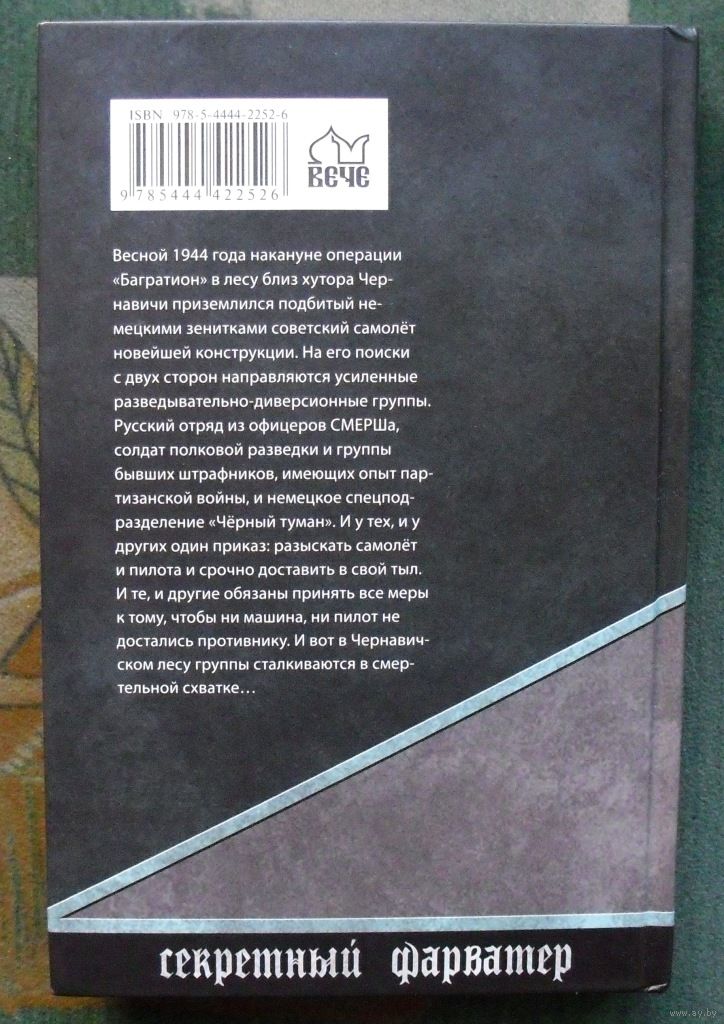 ISBN 978-5-4444-2252-6
9 785444 422526
ВЕЧЕ
Весной 1944 года накануне операции
«Багратион» в лесу близ хутора Чер-
навичи приземлился подбитый не-
мецкими зенитками советский самолёт
новейшей конструкции. На его поиски
с двух сторон направляются усиленные
разведывательно-диверсионные группы.
Русский отряд из офицеров СМЕРШа,
солдат полковой разведки и группы
бывших штрафников, имеющих опыт пар-
тизанской войны, и немецкое спецпод-
разделение «Чёрный туман». И у тех, и у
других один приказ: разыскать самолёт
и пилота и срочно доставить в свой тыл.
И те, и другие обязаны принять все меры
к тому, чтобы ни машина, ни пилот не
достались противнику. И вот в Чернавич-
ском лесу группы сталкиваются в смер-
тельной схватке…
секретный фарватер
www.ay.by